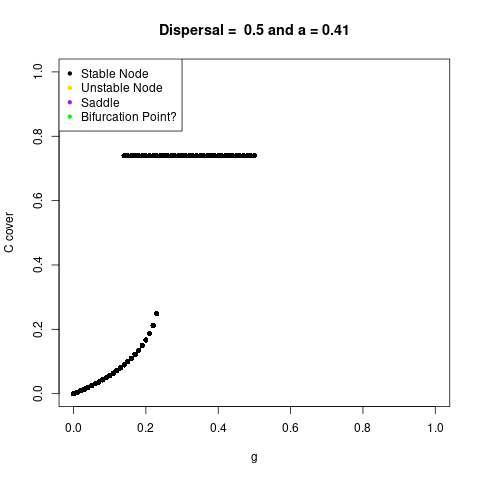 Dispersal = 0.5 and a = 0.41
Stable Node
Unstable Node
Saddle
Bifurcation Point?
1.0
0.8
0.6
0.4
0.2
0.0
C cover
0.0 0.2 0.4 0.6 0.8 1.0
g